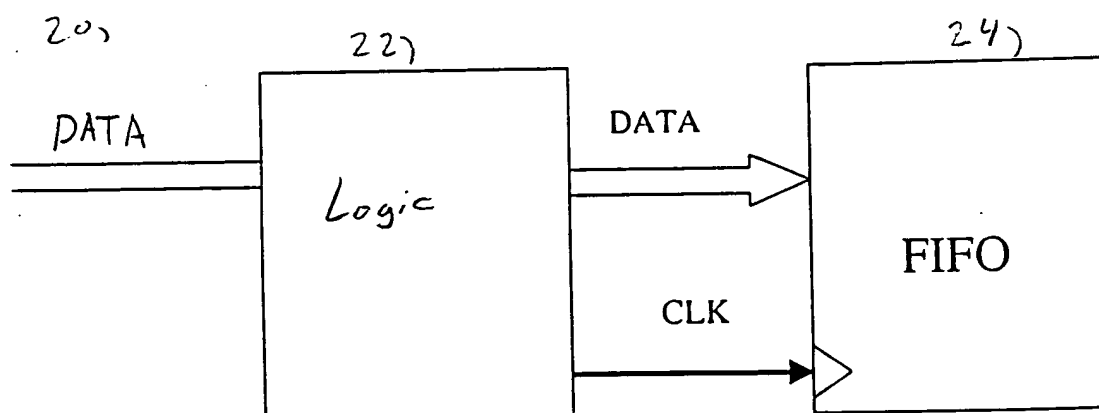 20)
22)
24)
DATA
DATA
Logic
FIFO
CLK